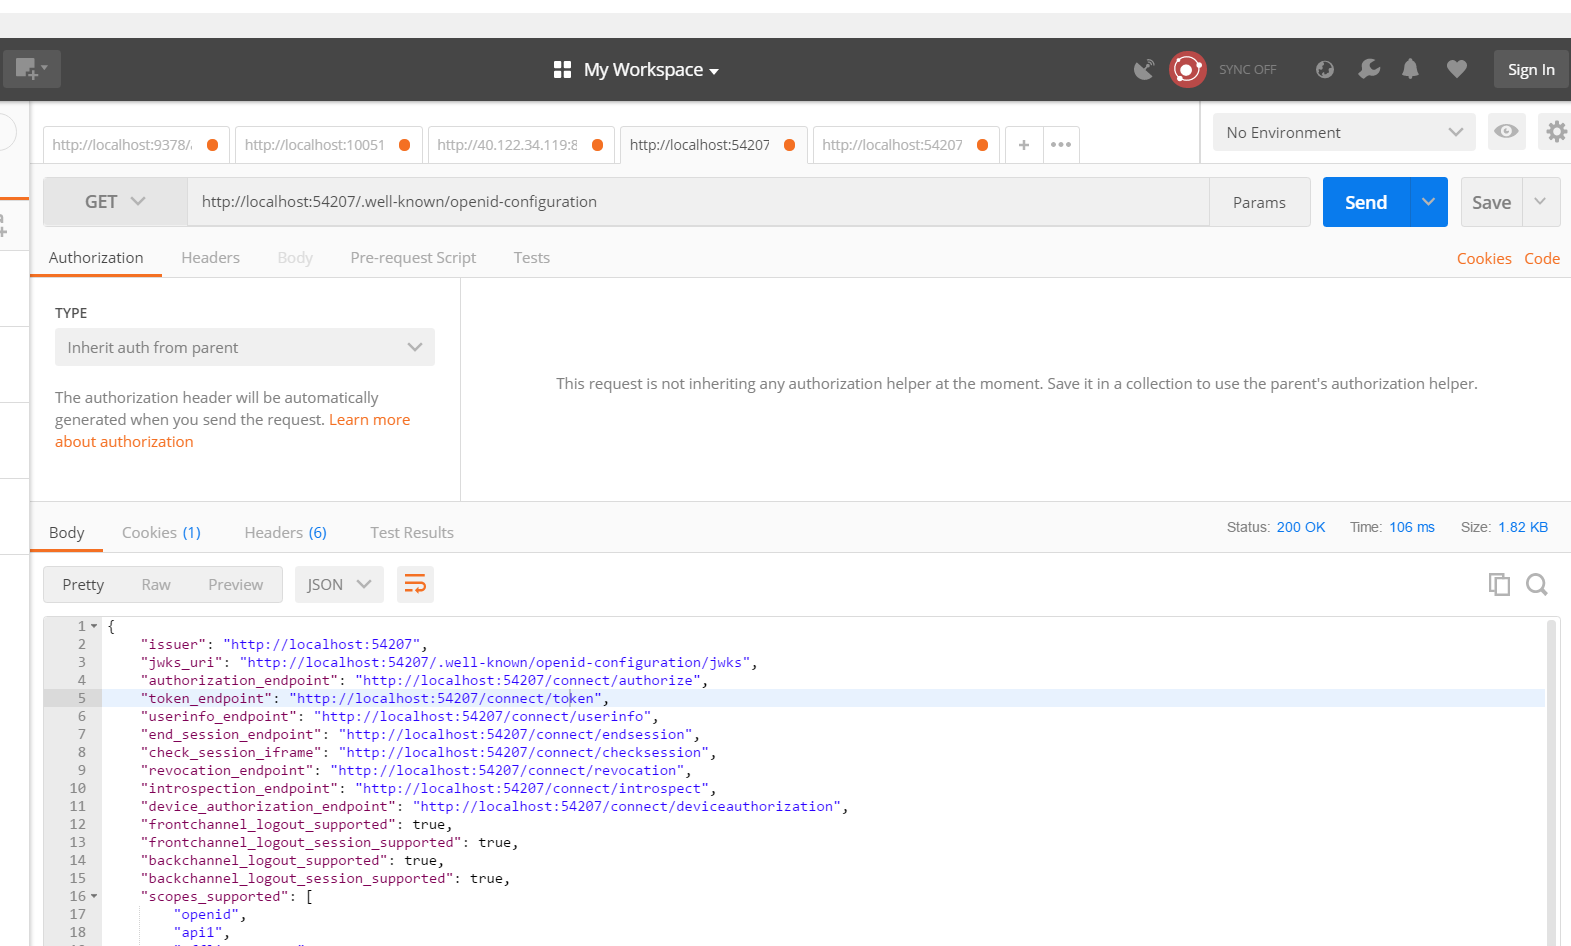 My Workspace
SYNC OFF
Sign In
http://localhost:9378/
http://localhost:10051
http://40.122.34.119:8
http://localhost:54207
http://localhost:54207
+
•••
No Environment
GET
http://localhost:54207/.well-known/openid-configuration
Params
Send
Save
Authorization
Headers
Body
Pre-request Script
Tests
Cookies
Code
TYPE
Inherit auth from parent
The authorization header will be automatically
generated when you send the request. Learn more
about authorization
This request is not inheriting any authorization helper at the moment. Save it in a collection to use the parent's authorization helper.
Body
Cookies (1)
Headers (6)
Test Results
Status: 200 OK
Time: 106 ms
Size: 1.82 KB
Pretty
Raw
Preview
JSON
1 {
2 "issuer": "http://localhost:54207",
3 "jwks_uri": "http://localhost:54207/.well-known/openid-configuration/jwks",
4 "authorization_endpoint": "http://localhost:54207/connect/authorize",
5 "token_endpoint": "http://localhost:54207/connect/token",
6 "userinfo_endpoint": "http://localhost:54207/connect/userinfo",
7 "end_session_endpoint": "http://localhost:54207/connect/endsession",
8 "check_session_iframe": "http://localhost:54207/connect/checksession",
9 "revocation_endpoint": "http://localhost:54207/connect/revocation",
10 "introspection_endpoint": "http://localhost:54207/connect/introspect",
11 "device_authorization_endpoint": "http://localhost:54207/connect/deviceauthorization",
12 "frontchannel_logout_supported": true,
13 "frontchannel_logout_session_supported": true,
14 "backchannel_logout_supported": true,
15 "backchannel_logout_session_supported": true,
16 "scopes_supported": [
17 "openid",
18 "api1",